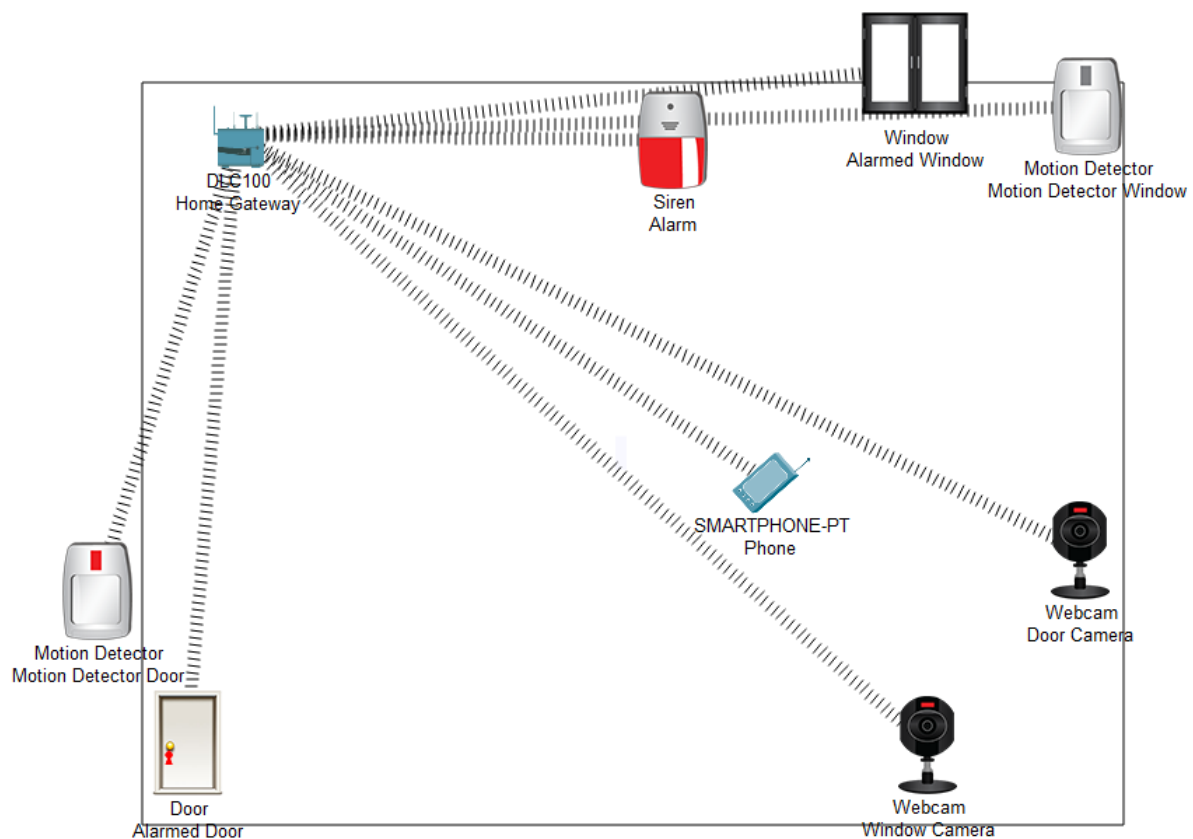 Window
Alarmed Window
Motion Detector
Motion Detector Window
DLC100
Home Gateway
Siren
Alarm
SMARTPHONE-PT
Phone
Webcam
Door Camera
Motion Detector
Motion Detector Door
Door
Alarmed Door
Webcam
Window Camera